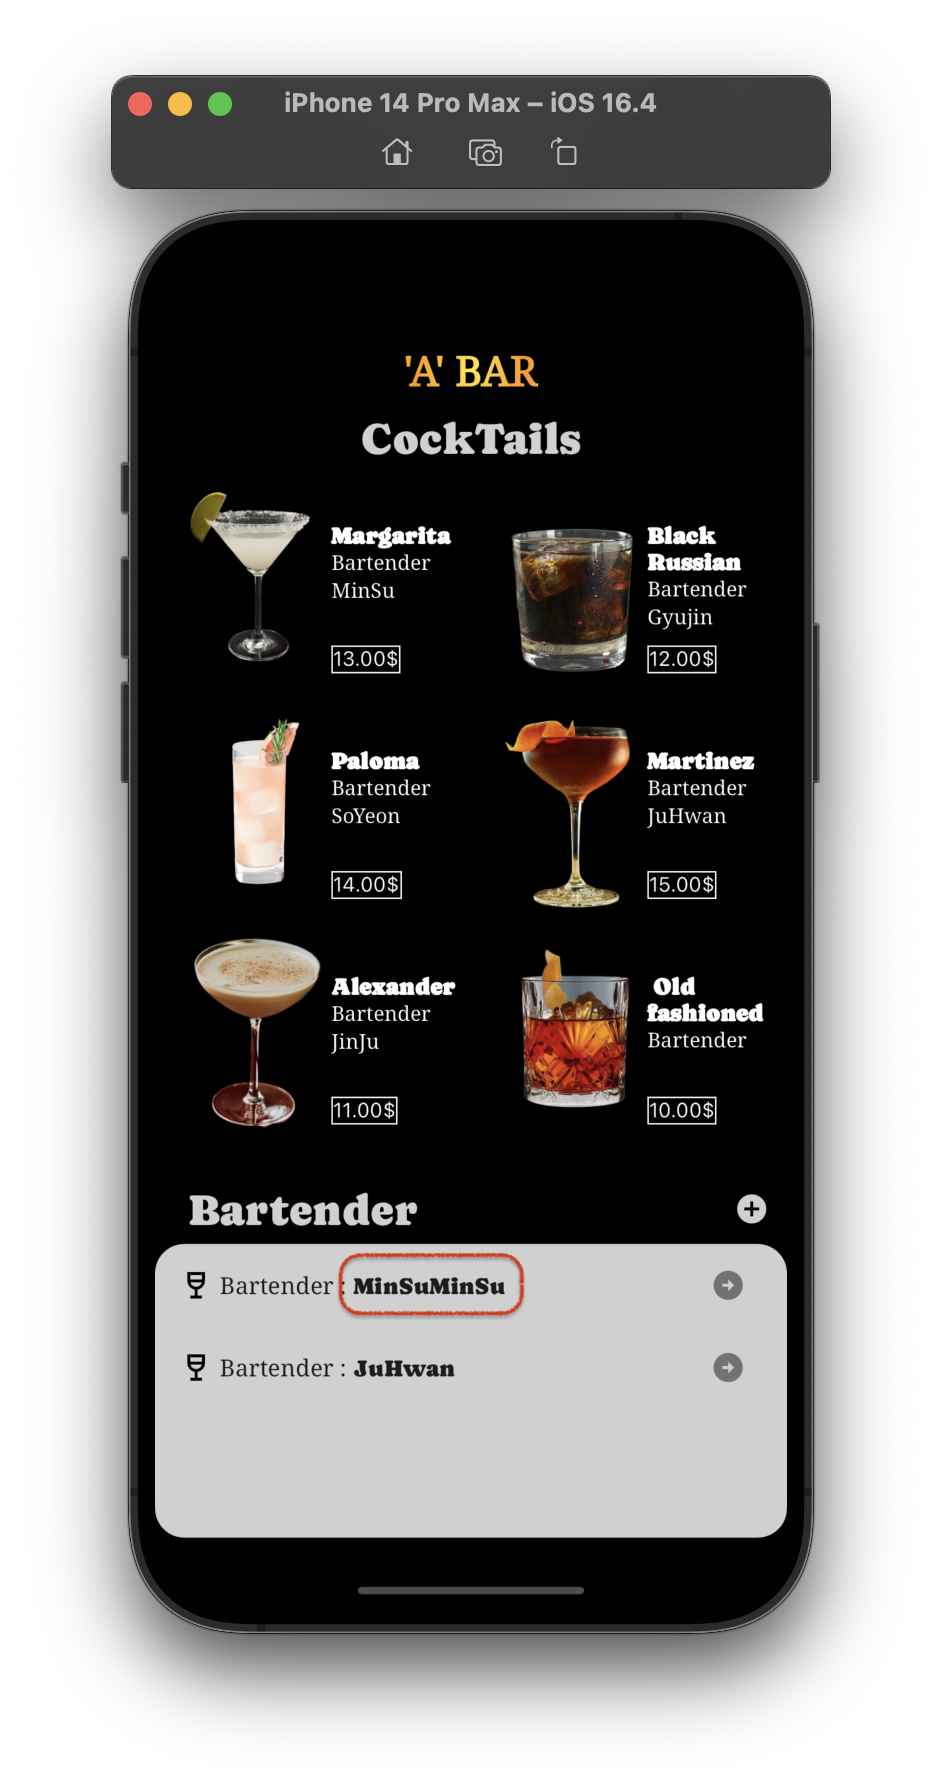 iPhone 14 Pro Max – iOS 16.4
'A' BAR
CockTails
Margarita
Bartender
MinSu
13.00$
Black
Russian
Bartender
Gyujin
12.00$
Paloma
Bartender
SoYeon
14.00$
Martinez
Bartender
JuHwan
15.00$
Alexander
Bartender
JinJu
11.00$
Old
fashioned
Bartender
10.00$
Bartender
Bartender : MinSuMinSu
Bartender : JuHwan